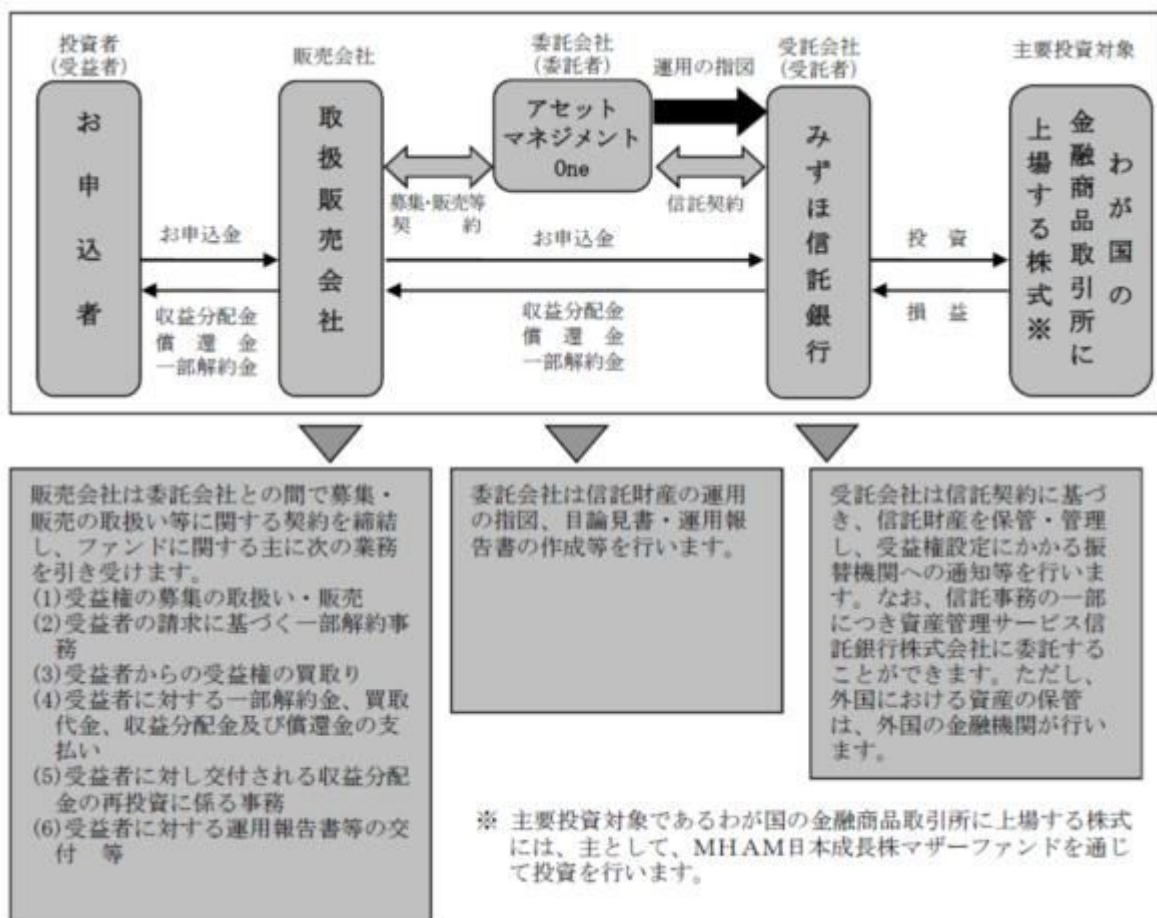 投資者
(受益者)
販売会社
委託会社
(委託者)
運用の指図
受託会社
(受託者)
主要投資対象
お申込者
取扱販売会社
アセット
マネジメント
One
みずほ信託銀行
わが国の
金融商品取引所に
上場する株式※
募集・販売等
契約
信託契約
お申込金
お申込金
投資
収益分配金
償還金
一部解約金
収益分配金
償還金
一部解約金
損益
販売会社は委託会社との間で募集・
販売の取扱い等に関する契約を締結
し、ファンドに関する主に次の業務
を引き受けます。
(1)受益権の募集の取扱い・販売
(2)受益者の請求に基づく一部解約事
務
(3)受益者からの受益権の買取り
(4)受益者に対する一部解約金、買取
代金、収益分配金及び償還金の支
払い
(5)受益者に対し交付される収益分配
金の再投資に係る事務
(6)受益者に対する運用報告書等の交
付 等
委託会社は信託財産の運用
の指図、目論見書・運用報
告書の作成等を行います。
受託会社は信託契約に基づ
き、信託財産を保管・管理
し、受益権設定にかかる振
替機関への通知等を行いま
す。なお、信託事務の一部
につき資産管理サービス信
託銀行株式会社に委託する
ことができます。ただし、
外国における資産の保管
は、外国の金融機関が行い
ます。
※ 主要投資対象であるわが国の金融商品取引所に上場する株式
には、主として、MHAM日本成長株マザーファンドを通じ
て投資を行います。